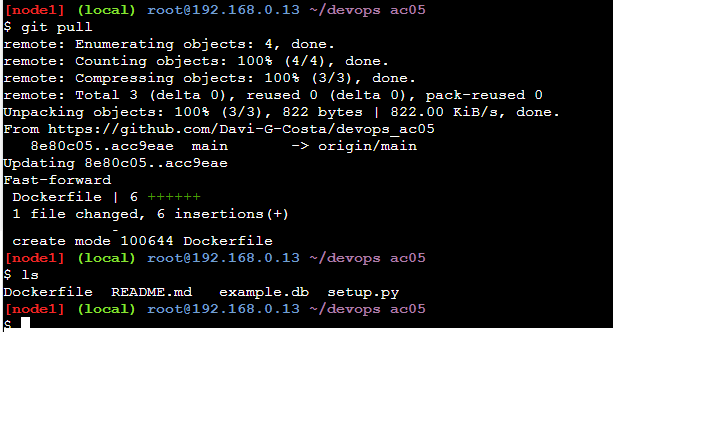 [node1] (local) root@192.168.0.13 ~/devops ac05
$ git pull
remote: Enumerating objects: 4, done.
remote: Counting objects: 100% (4/4), done.
remote: Compressing objects: 100% (3/3), done.
remote: Total 3 (delta 0), reused 0 (delta 0), pack-reused 0
Unpacking objects: 100% (3/3), 822 bytes | 822.00 KiB/s, done.
From https://github.com/Davi-G-Costa/devops_ac05
   8e80c05..acc9eae  main       -> origin/main
Updating 8e80c05..acc9eae
Fast-forward
 Dockerfile | 6 ++++++
 1 file changed, 6 insertions(+)
 create mode 100644 Dockerfile
[node1] (local) root@192.168.0.13 ~/devops ac05
$ ls
Dockerfile  README.md   example.db  setup.py
[node1] (local) root@192.168.0.13 ~/devops ac05
$